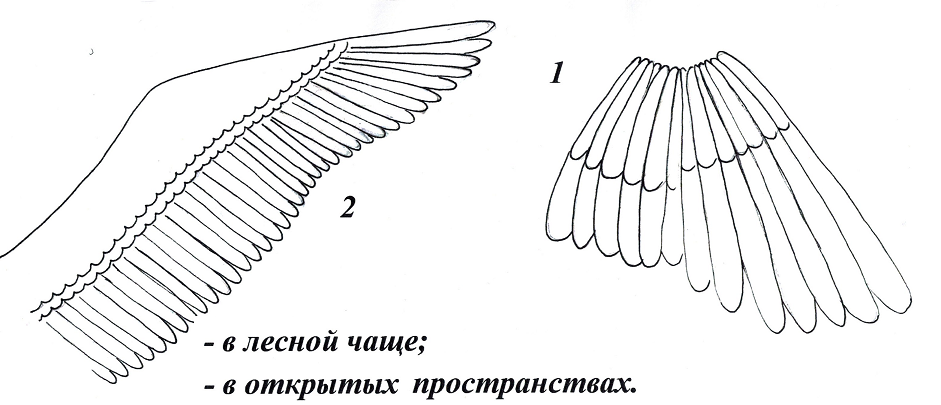 1
2
- в лесной чаще;
- в открытых пространствах.